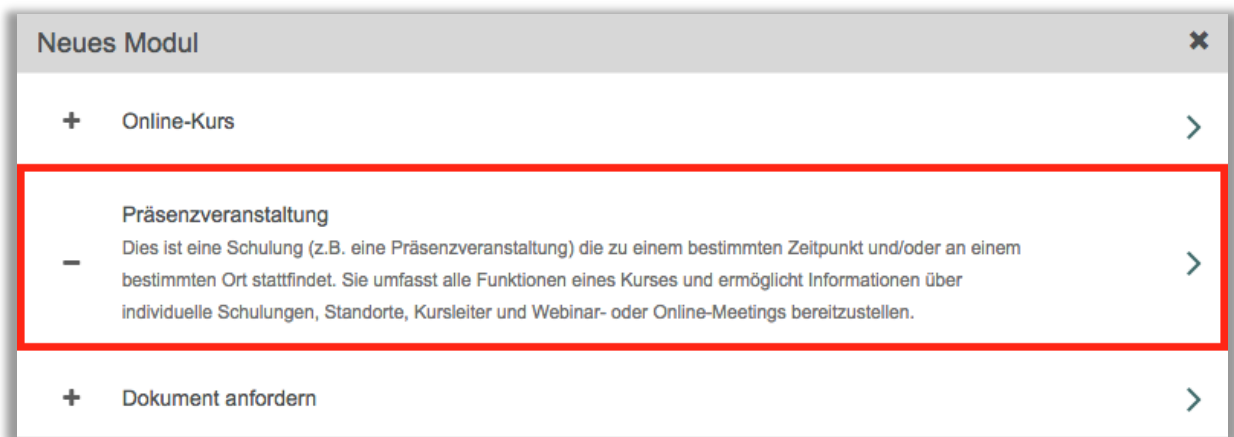 Neues Modul
Online-Kurs
Präsenzveranstaltung
Dies ist eine Schulung (z.B. eine Präsenzveranstaltung) die zu einem bestimmten Zeitpunkt und/oder an einem
bestimmten Ort stattfindet. Sie umfasst alle Funktionen eines Kurses und ermöglicht Informationen über
individuelle Schulungen, Standorte, Kursleiter und Webinar- oder Online-Meetings bereitzustellen.
Dokument anfordern